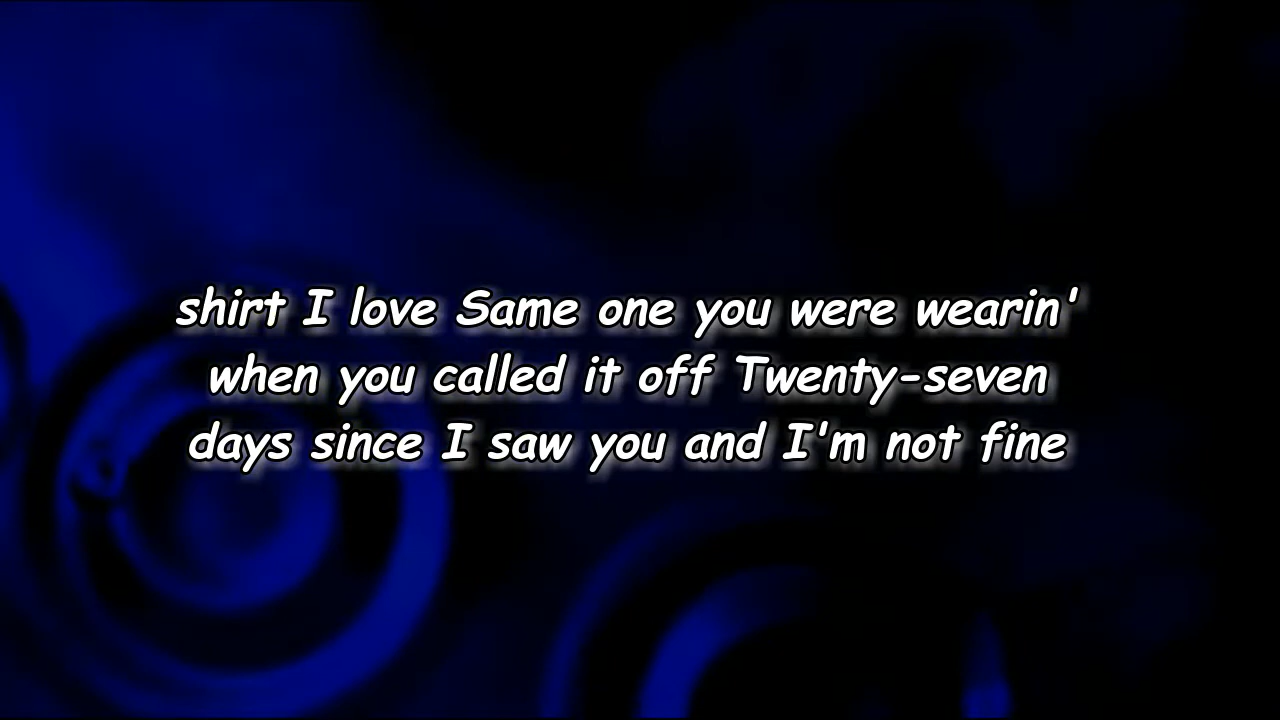 shirt I love Same one you were wearin'
when you called it off Twenty-seven
days since I saw you and I'm not fine